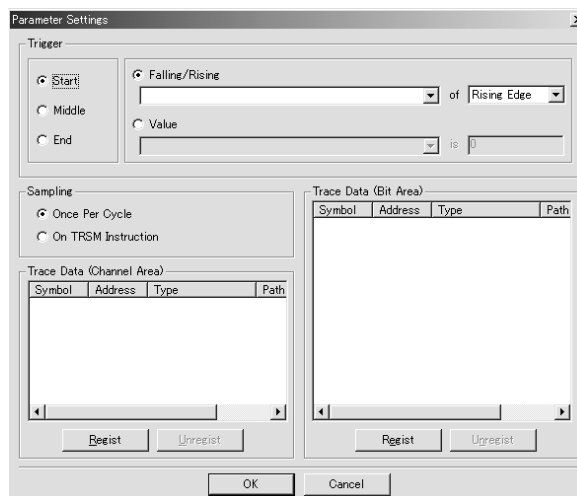 Parameter Settings
Trigger
Start
Middle
End
Falling/Rising
of Rising Edge
Value
is 0
Sampling
Once Per Cycle
On TRSM Instruction
Trace Data (Channel Area)
Symbol Address Type Path
Regist Unregist
Trace Data (Bit Area)
Symbol Address Type Path
Regist Unregist
OK Cancel